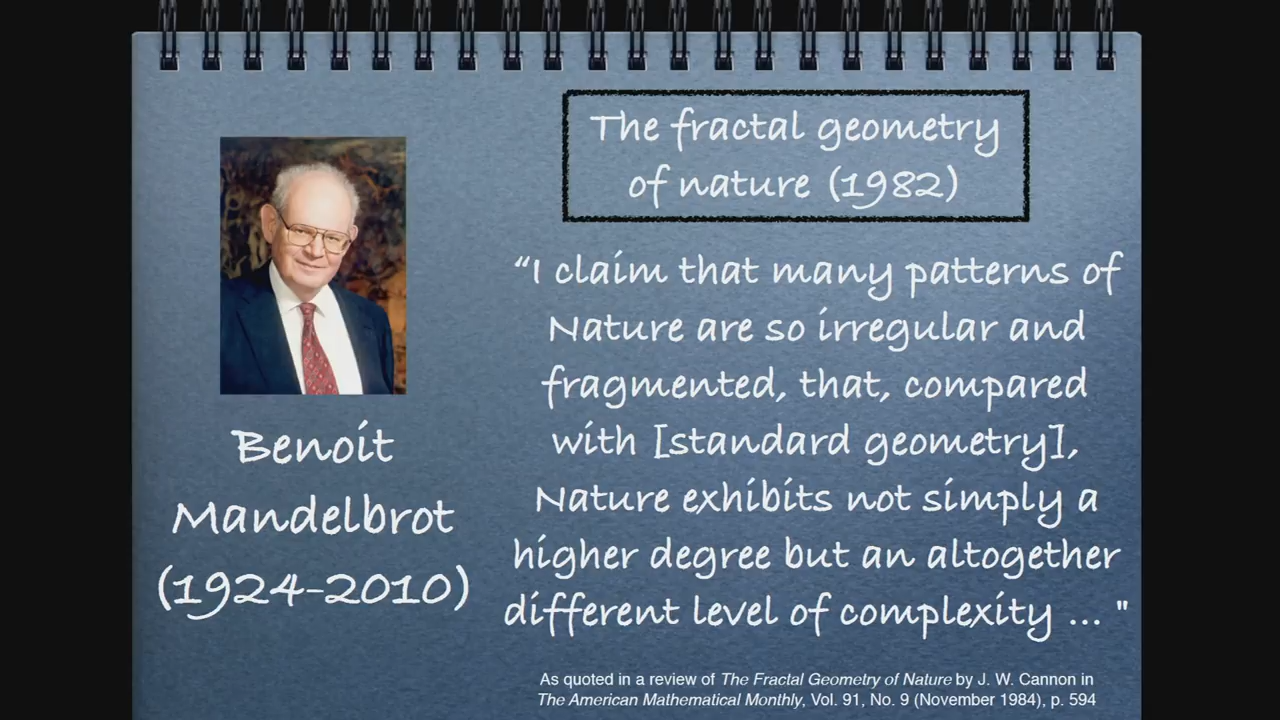 The fractal geometry
of nature (1982)
Benoit
Mandelbrot
(1924-2010)
“I claim that many patterns of
Nature are so irregular and
fragmented, that, compared
with [standard geometry],
Nature exhibits not simply a
higher degree but an altogether
different level of complexity ... "
As quoted in a review of The Fractal Geometry of Nature by J. W. Cannon in
The American Mathematical Monthly, Vol. 91, No. 9 (November 1984), p. 594